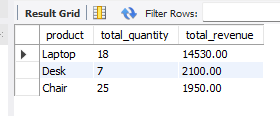 Result Grid Filter Rows:
product total_quantity total_revenue
Laptop 18 14530.00
Desk 7 2100.00
Chair 25 1950.00